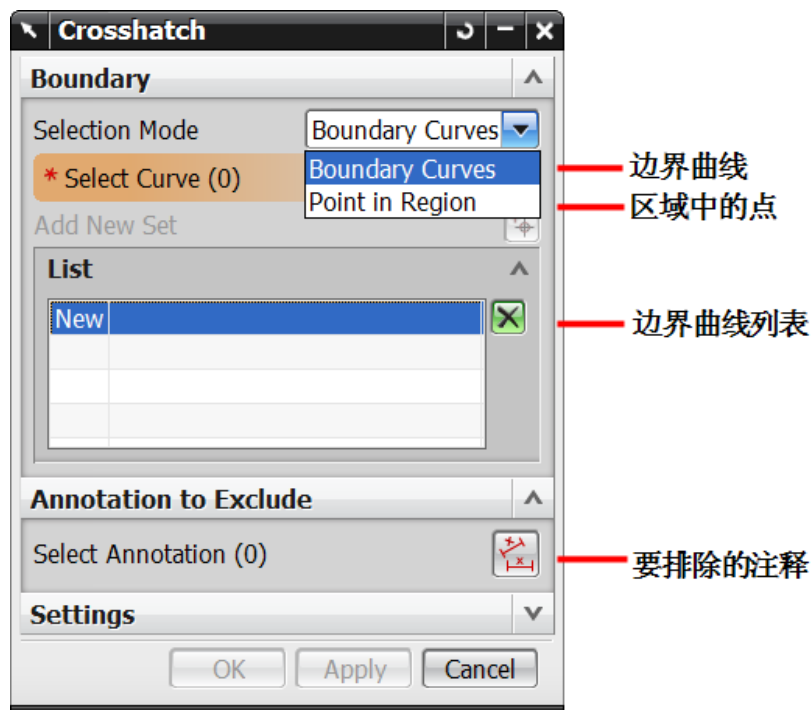 Crosshatch
Boundary
Selection Mode
Boundary Curves
* Select Curve (0)
Boundary Curves
边界曲线
Point in Region
区域中的点
Add New Set
List
New
边界曲线列表
Annotation to Exclude
Select Annotation (0)
要排除的注释
Settings
OK
Apply
Cancel